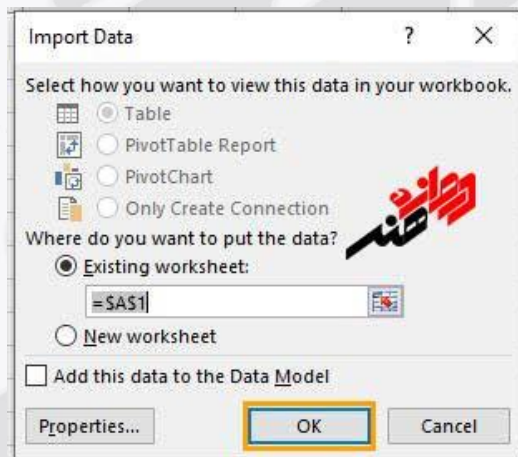 Import Data ? ×
Select how you want to view this data in your workbook.
Table
PivotTable Report
PivotChart
Only Create Connection
Where do you want to put the data?
Existing worksheet:
=$A$1
New worksheet
Add this data to the Data Model
Properties... OK Cancel